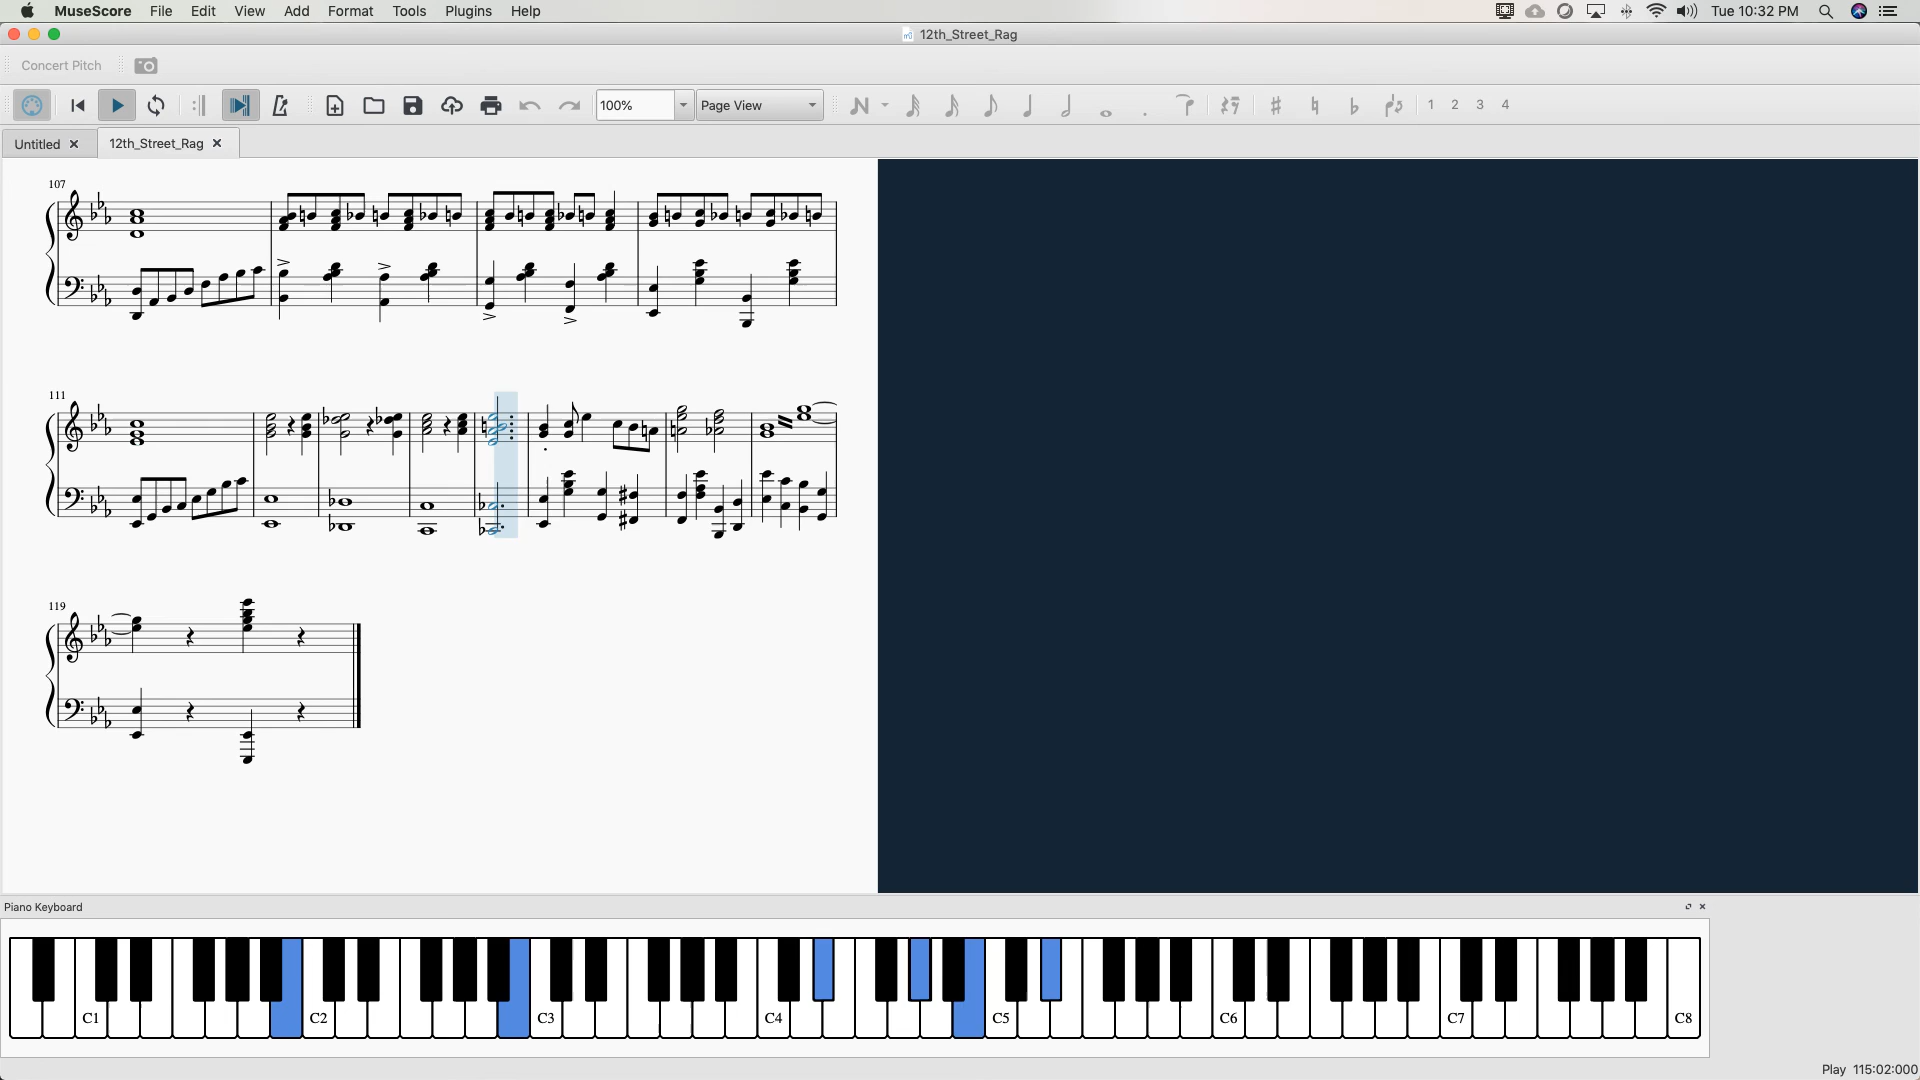 MuseScore File Edit View Add Format Tools Plugins Help Tue 10:32 PM
12th_Street_Rag
Concert Pitch
100% Page View 1 2 3 4
Untitled 12th_Street_Rag
107
111
119
Piano Keyboard
C1 C2 C3 C4 C5 C6 C7 C8
Play 115:02:000